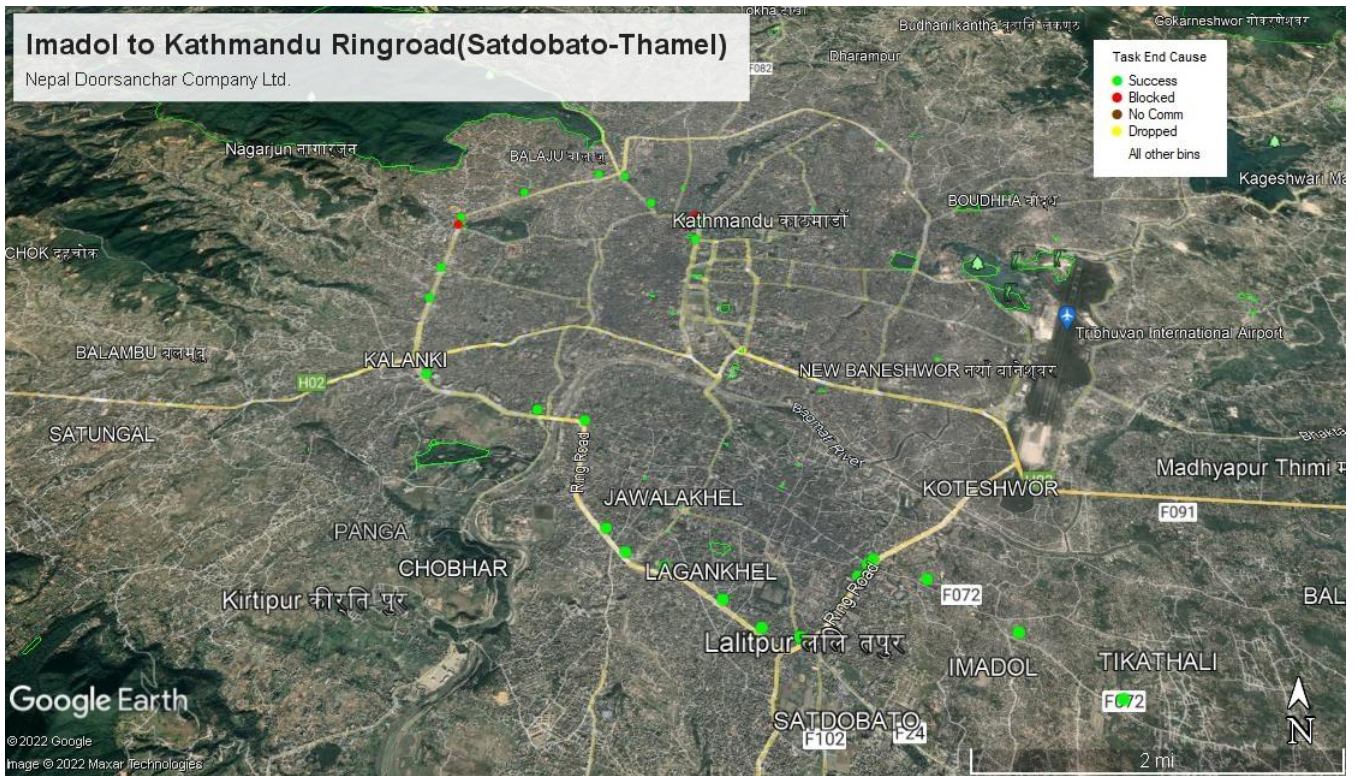 Imadol to Kathmandu Ringroad(Satdobato-Thamel)
Nepal Doorsanchar Company Ltd.
Budhanilkantha
Gokarneshwor गोकर्णेश्वर
Dharampur
F082
Task End Cause
Success
Blocked
No Comm
Dropped
All other bins
Nagarjun नागार्जुन
BALAJU
Kageshwari Ma
BOUDHHA बौद्ध
Kathmandu काठमाडौँ
CHOK दहचोक
Tribhuvan International Airport
BALAMBU बलम्बु
KALANKI
NEW BANESHWOR नयाँ बानेश्वर
H02
Bagmati River
SATUNGAL
Bhakta
Ring Road
Madhyapur Thimi म
JAWALAKHEL
KOTESHWOR
F091
PANGA
CHOBHAR
LAGANKHEL
Ring Road
F072
BAL
Kirtipur कीर्तिपुर
Lalitpur ललितपुर
IMADOL
TIKATHALI
F072
Google Earth
SATDOBATO
F102
F24
N
© 2022 Google
Image © 2022 Maxar Technologies
2 mi